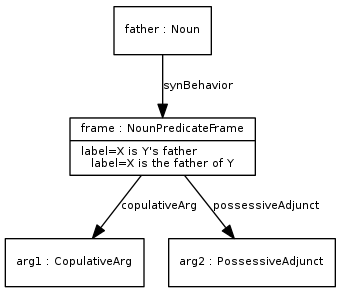 father : Noun
synBehavior
frame : NounPredicateFrame
label=X is Y's father
label=X is the father of Y
copulativeArg
possessiveAdjunct
arg1 : CopulativeArg
arg2 : PossessiveAdjunct